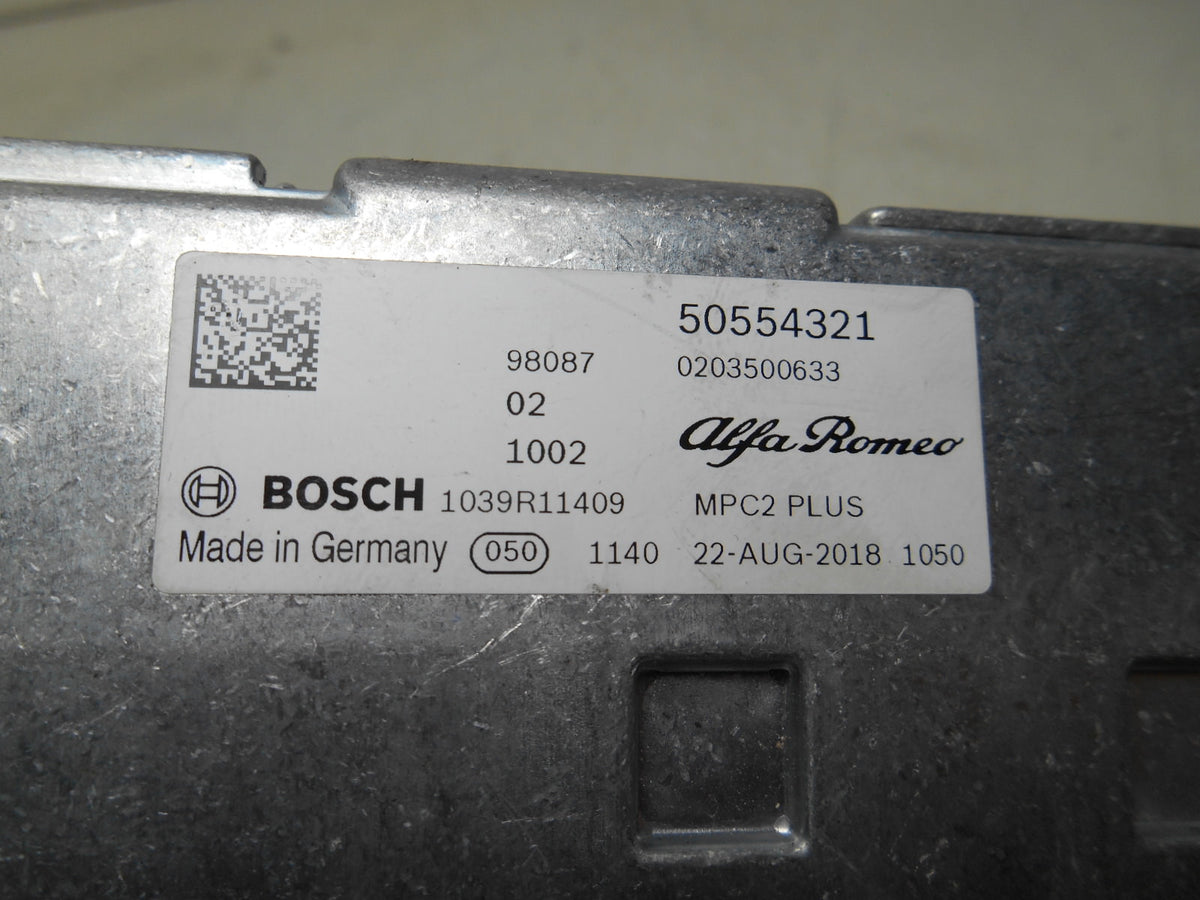 50554321
98087 0203500633
02
1002 Alfa Romeo
BOSCH 1039R11409 MPC2 PLUS
Made in Germany 050 1140 22-AUG-2018 1050